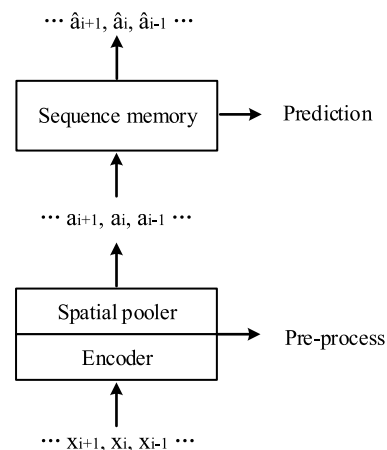 ··· âi+1, âi, âi-1 ···
Sequence memory
Prediction
··· ai+1, ai, ai-1 ···
Spatial pooler
Pre-process
Encoder
··· xi+1, xi, xi-1 ···